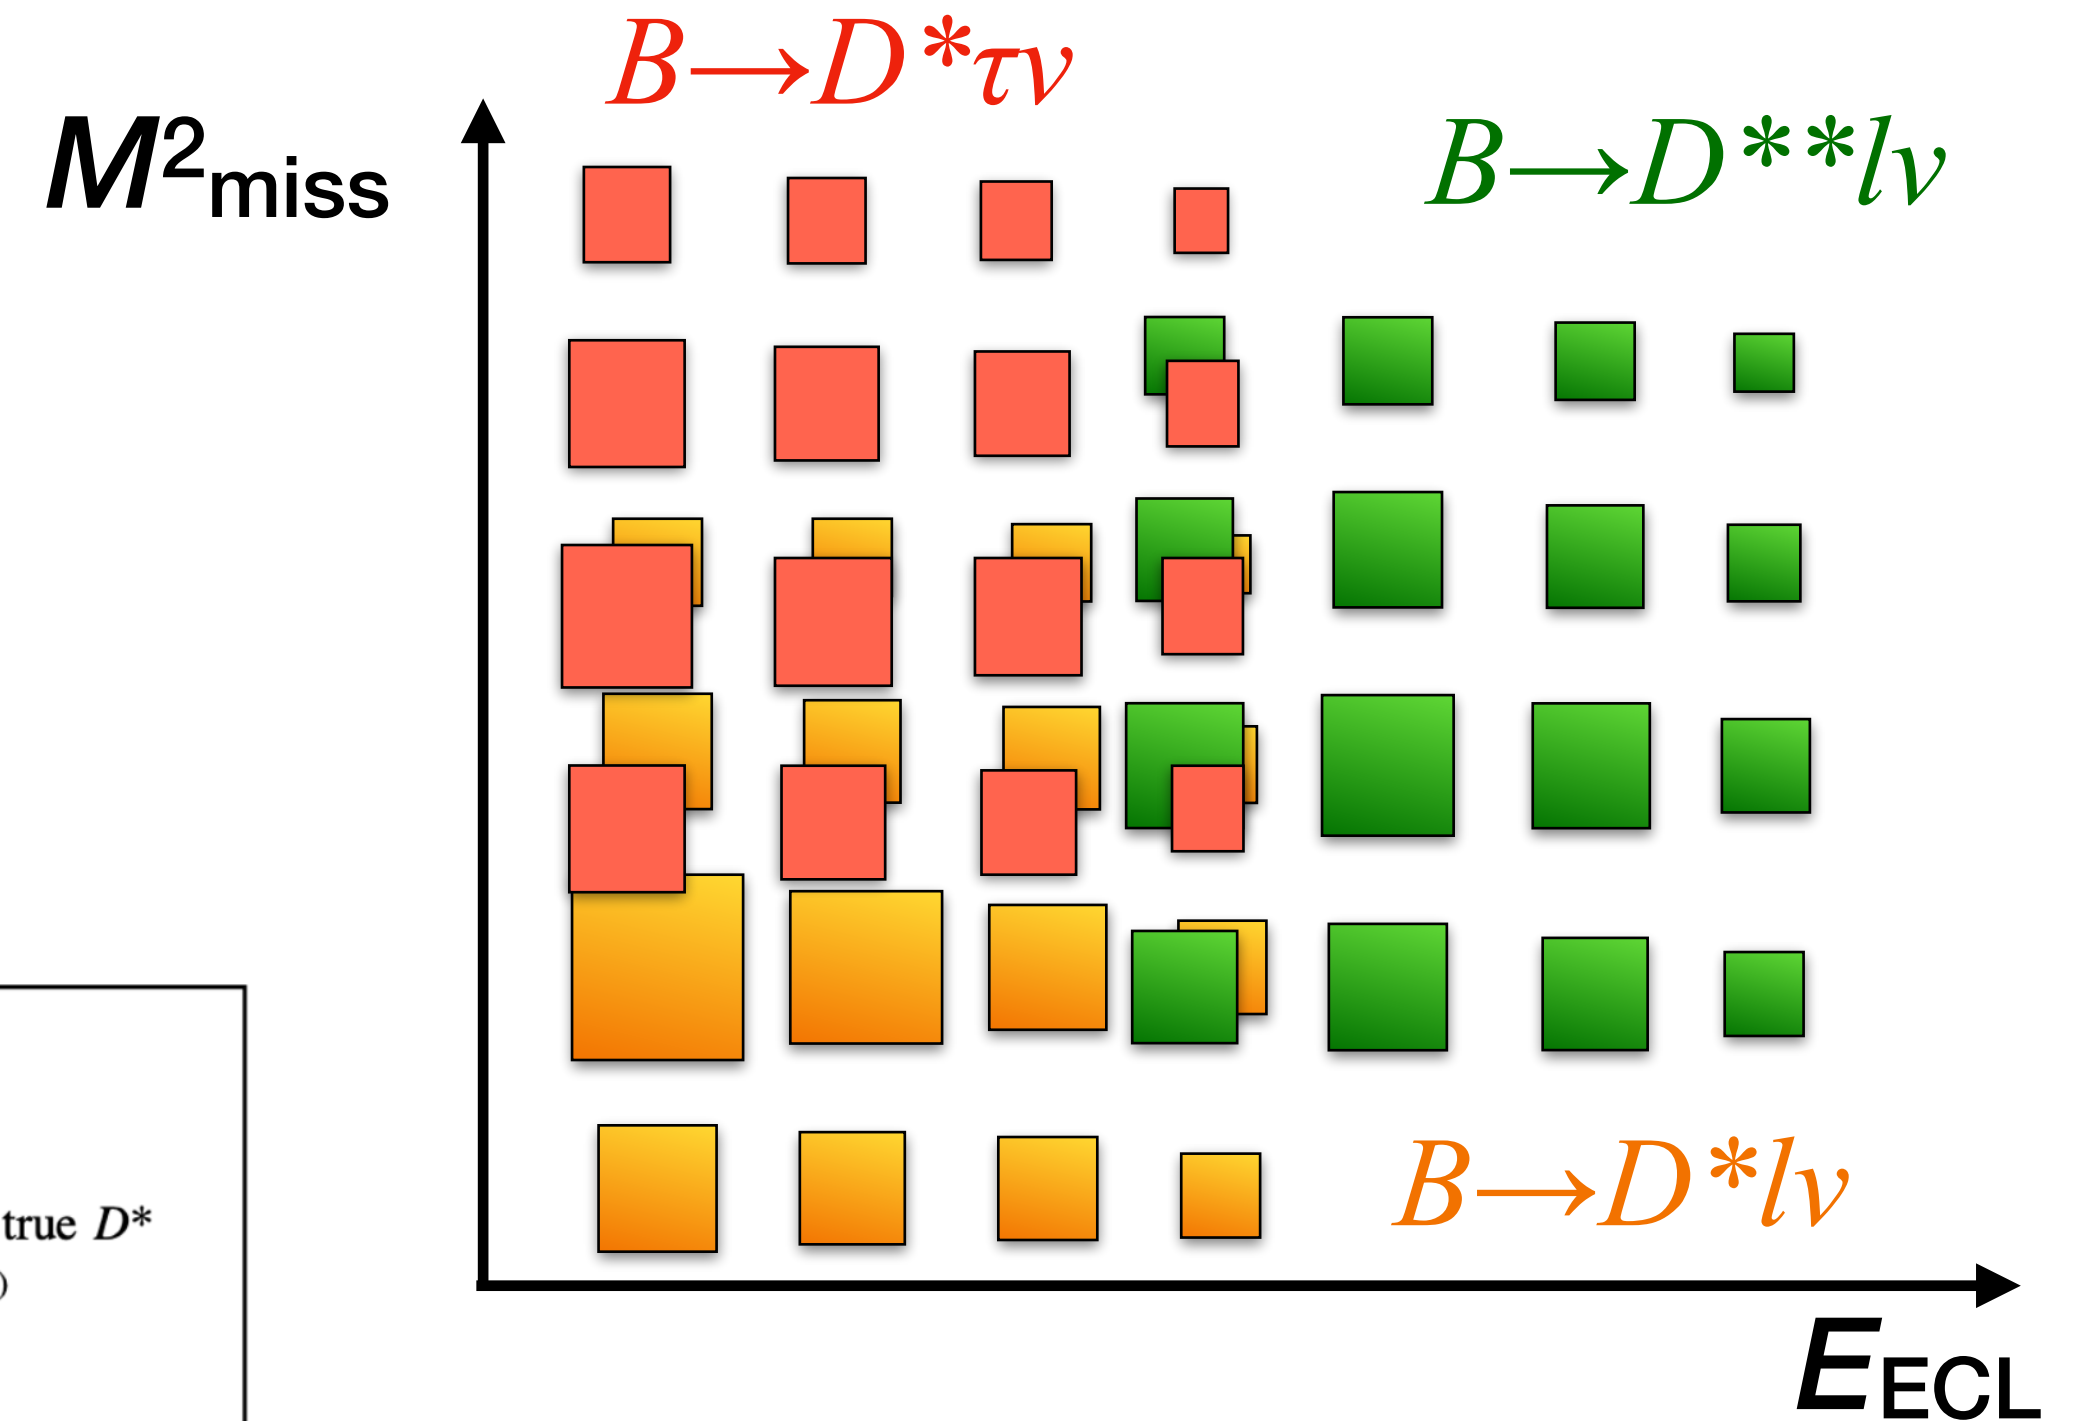 B→D*τν
M²miss
B→D**lν
true D*
)
B→D*lν
EECL